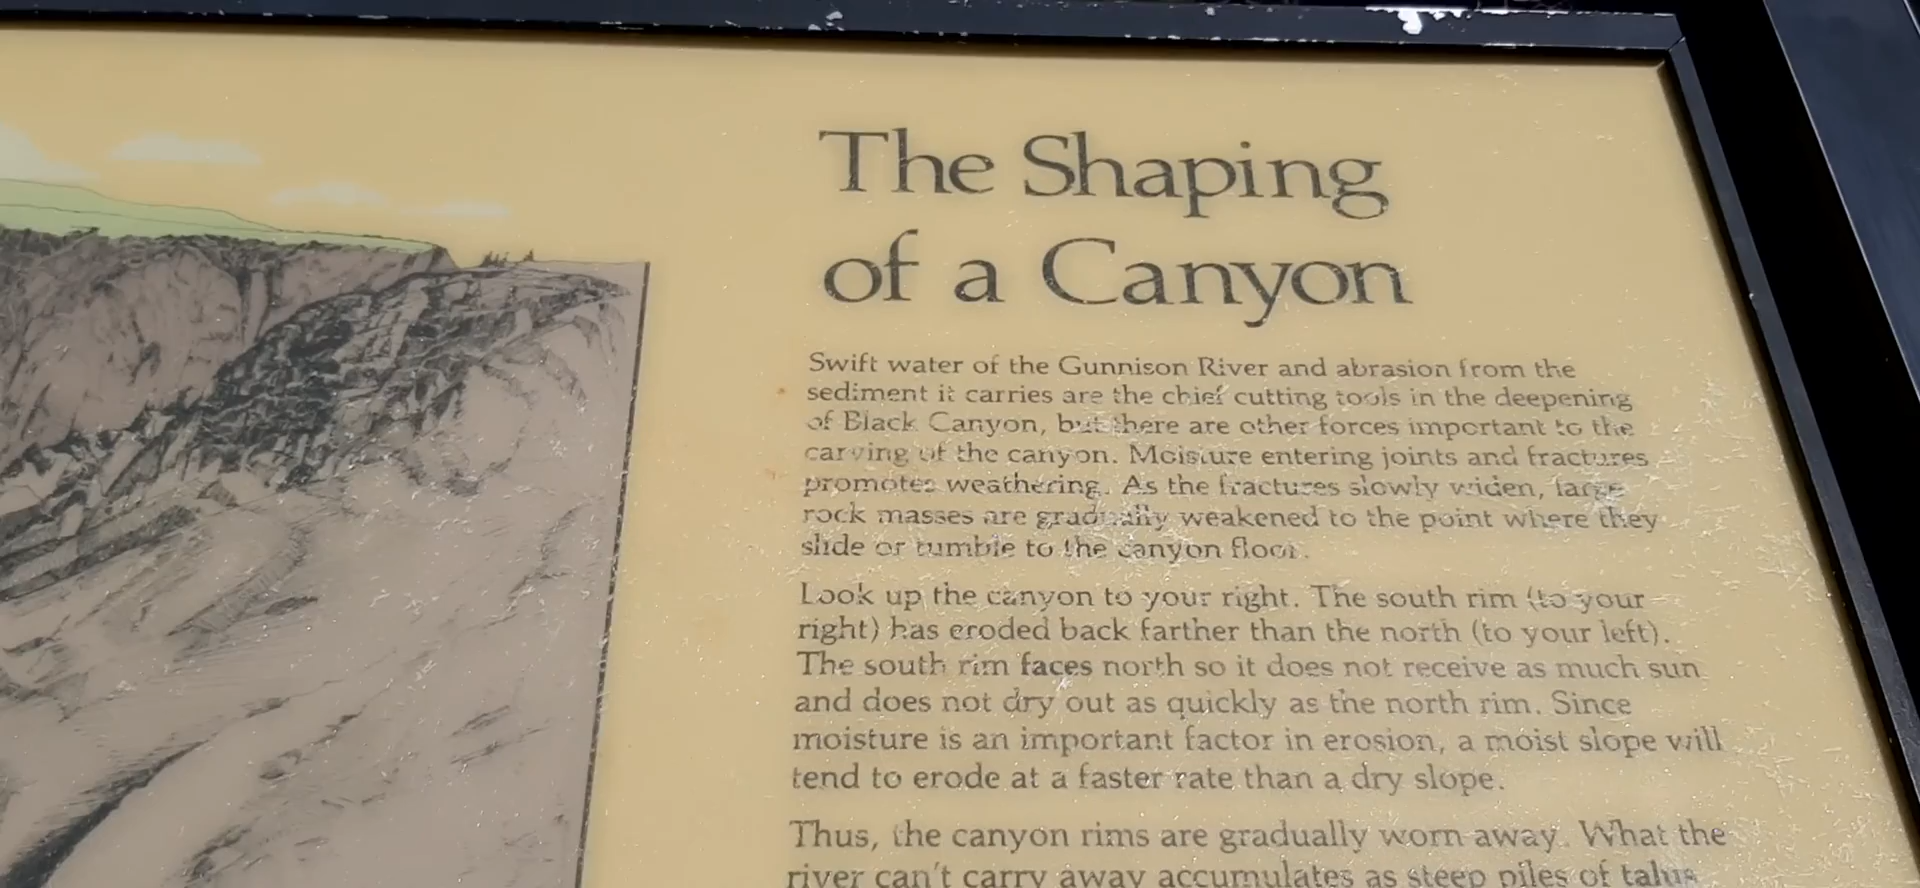 The Shaping
of a Canyon
Swift water of the Gunnison River and abrasion from the
sediment it carries are the chief cutting tools in the deepening
of Black Canyon, but there are other forces important to the
carving of the canyon. Moisture entering joints and fractures
promotes weathering. As the fractures slowly widen, large
rock masses are gradually weakened to the point where they
slide or tumble to the canyon floor.
Look up the canyon to your right. The south rim (to your
right) has eroded back farther than the north (to your left).
The south rim faces north so it does not receive as much sun
and does not dry out as quickly as the north rim. Since
moisture is an important factor in erosion, a moist slope will
tend to erode at a faster rate than a dry slope.
Thus, the canyon rims are gradually worn away. What the
river can't carry away accumulates as steep piles of talus